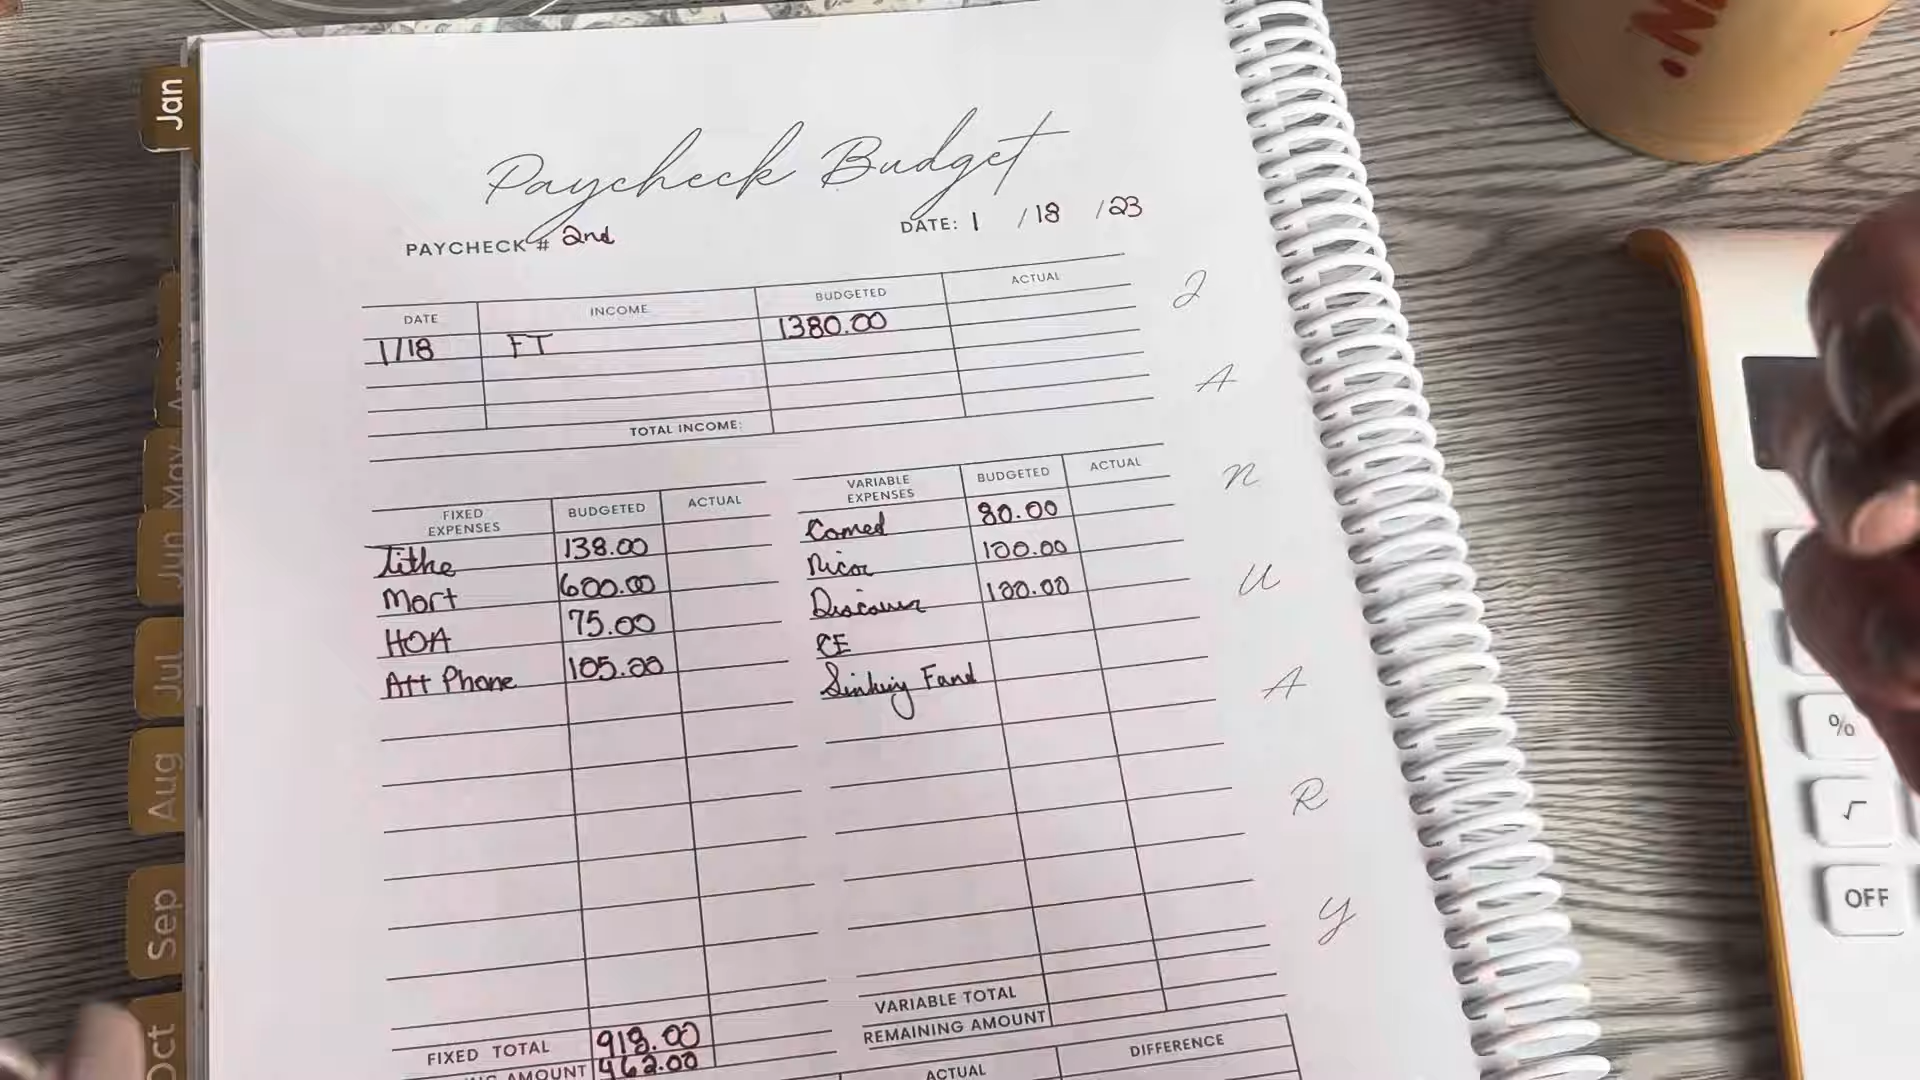 Jan
Paycheck Budget
PAYCHECK # 2nd
DATE: 1 / 18 / 23
DATE INCOME BUDGETED ACTUAL
1/18 FT 1380.00
TOTAL INCOME:
FIXED EXPENSES BUDGETED ACTUAL
Tithe 138.00
Mort 600.00
HOA 75.00
Att Phone 105.00
FIXED TOTAL 918.00
AMOUNT 462.00
VARIABLE EXPENSES BUDGETED ACTUAL
Comed 80.00
Nicor 100.00
Discover 100.00
CE
Sinking Fund
VARIABLE TOTAL
REMAINING AMOUNT
ACTUAL DIFFERENCE
J
A
N
U
A
R
Y
Apr
May
Jun
Jul
Aug
Sep
Oct
%
√
OFF